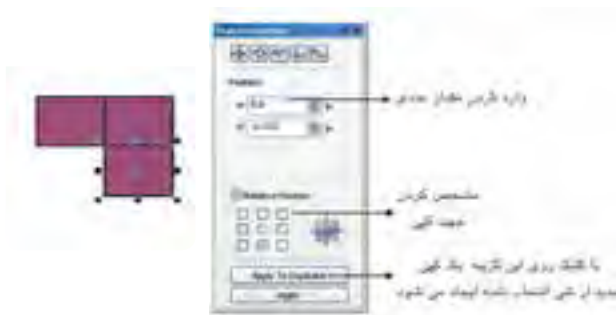 Position:
وارد کردن مقدار عددی
Relative Position
مشخص کردن
جهت کپی
Apply To Duplicate
با کلیک روی این گزینه یک کپی
جدید از شی انتخاب شده ایجاد می شود
Apply